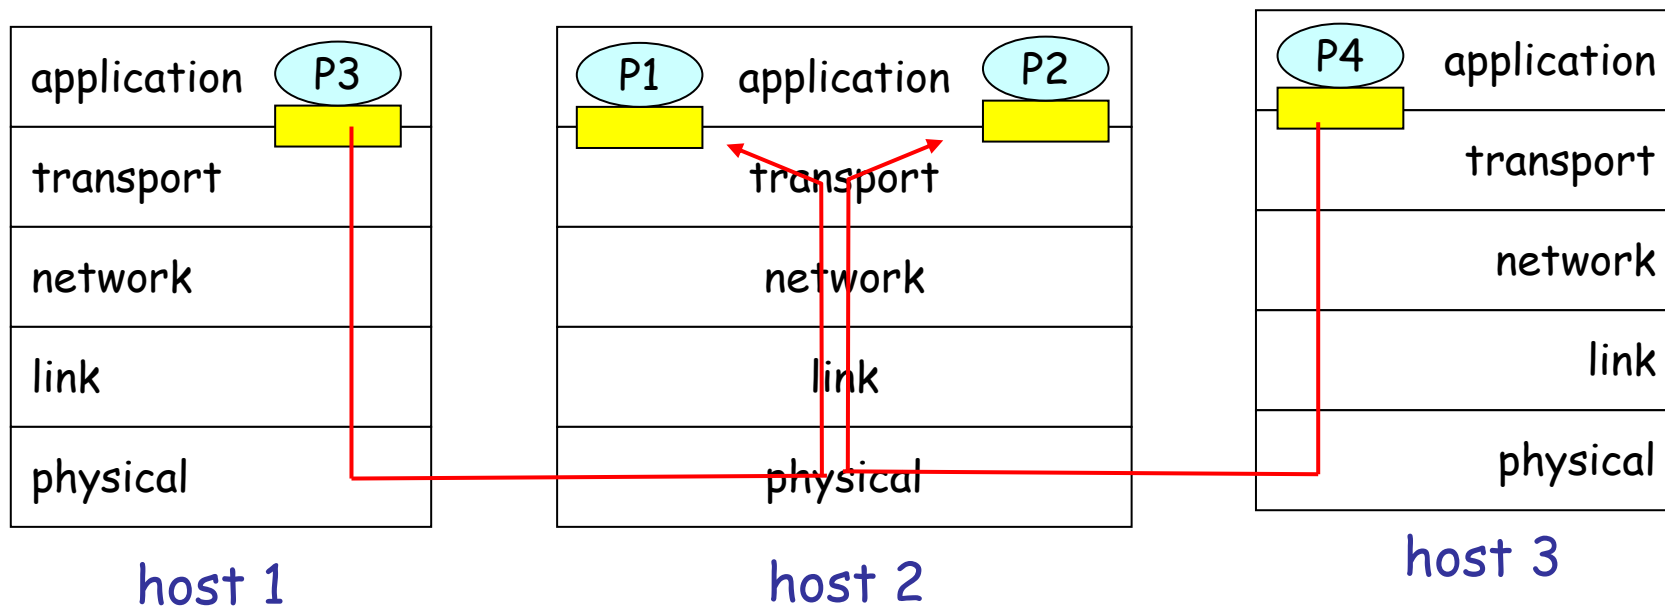 application P3
transport
network
link
physical
host 1
P1 application P2
transport
network
link
physical
host 2
P4 application
transport
network
link
physical
host 3